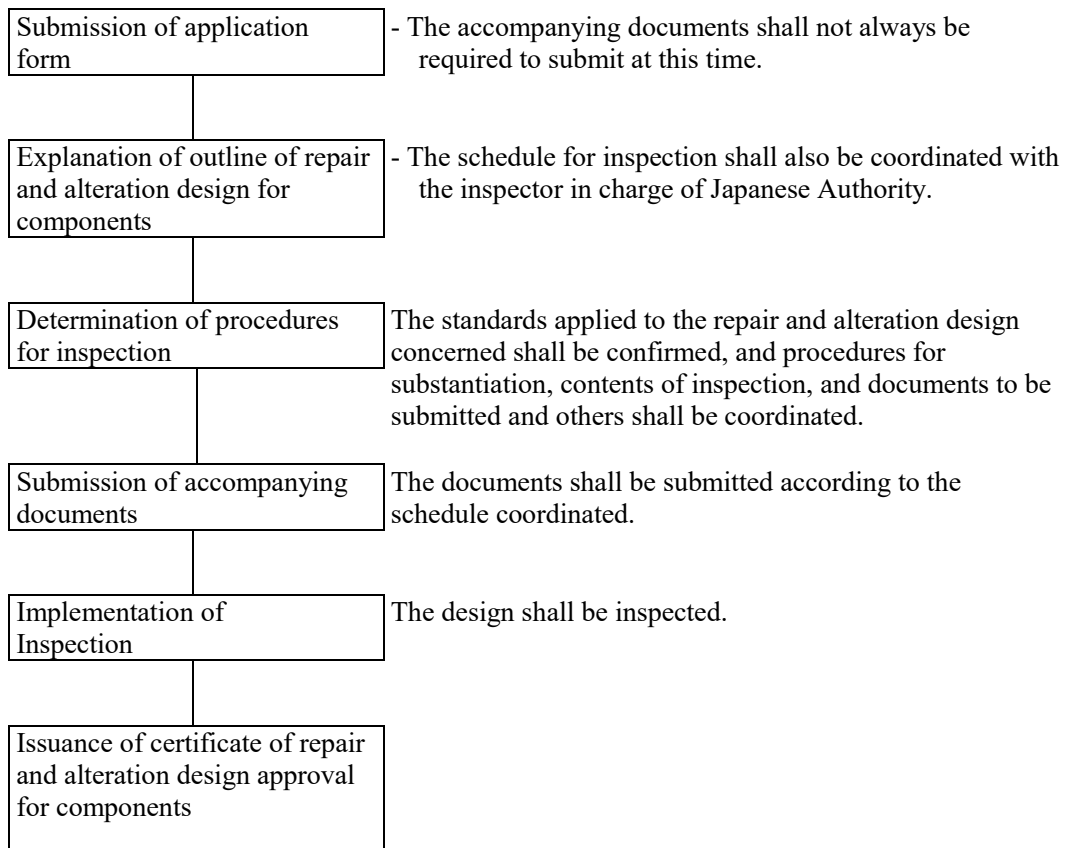 Submission of application
form
- The accompanying documents shall not always be
required to submit at this time.
Explanation of outline of repair
and alteration design for
components
- The schedule for inspection shall also be coordinated with
the inspector in charge of Japanese Authority.
Determination of procedures
for inspection
The standards applied to the repair and alteration design
concerned shall be confirmed, and procedures for
substantiation, contents of inspection, and documents to be
submitted and others shall be coordinated.
Submission of accompanying
documents
The documents shall be submitted according to the
schedule coordinated.
Implementation of
Inspection
The design shall be inspected.
Issuance of certificate of repair
and alteration design approval
for components